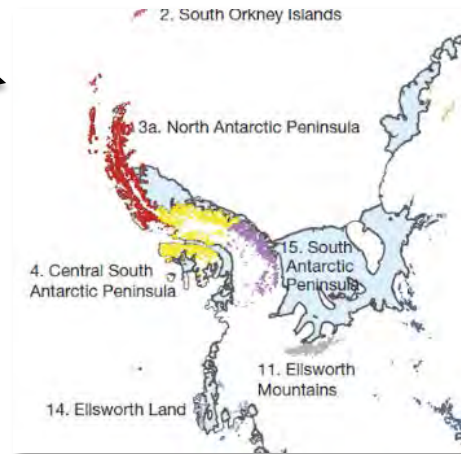 2. South Orkney Islands
3a. North Antarctic Peninsula
15. South
Antarctic
Peninsula
4. Central South
Antarctic Peninsula
11. Ellsworth
Mountains
14. Ellsworth Land